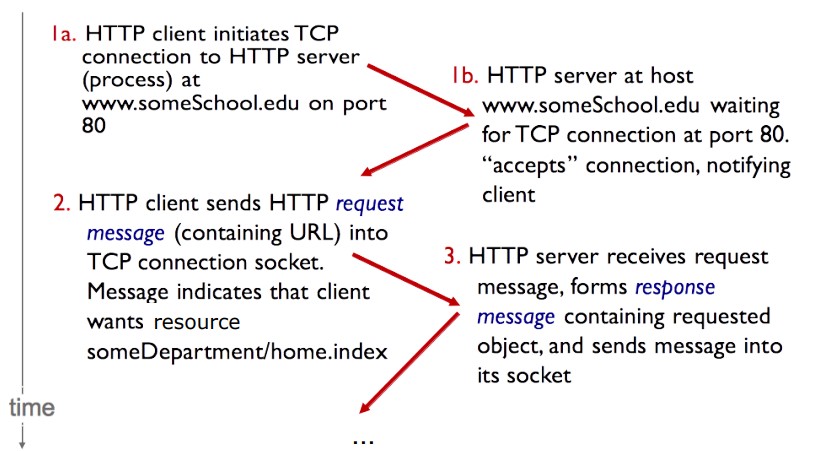 1a. HTTP client initiates TCP
connection to HTTP server
(process) at
www.someSchool.edu on port
80
1b. HTTP server at host
www.someSchool.edu waiting
for TCP connection at port 80.
“accepts” connection, notifying
client
2. HTTP client sends HTTP request
message (containing URL) into
TCP connection socket.
Message indicates that client
wants resource
someDepartment/home.index
3. HTTP server receives request
message, forms response
message containing requested
object, and sends message into
its socket
time
...